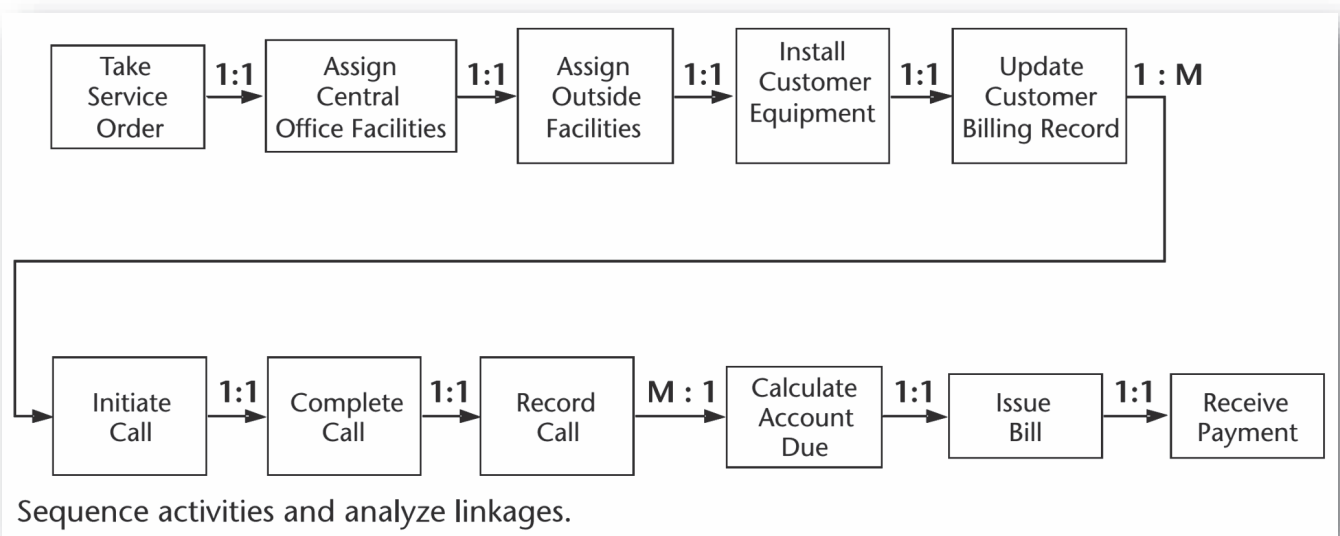 Take
Service
Order
1:1
Assign
Central
Office Facilities
1:1
Assign
Outside
Facilities
1:1
Install
Customer
Equipment
1:1
Update
Customer
Billing Record
1 : M
Initiate
Call
1:1
Complete
Call
1:1
Record
Call
M : 1
Calculate
Account
Due
1:1
Issue
Bill
1:1
Receive
Payment
Sequence activities and analyze linkages.